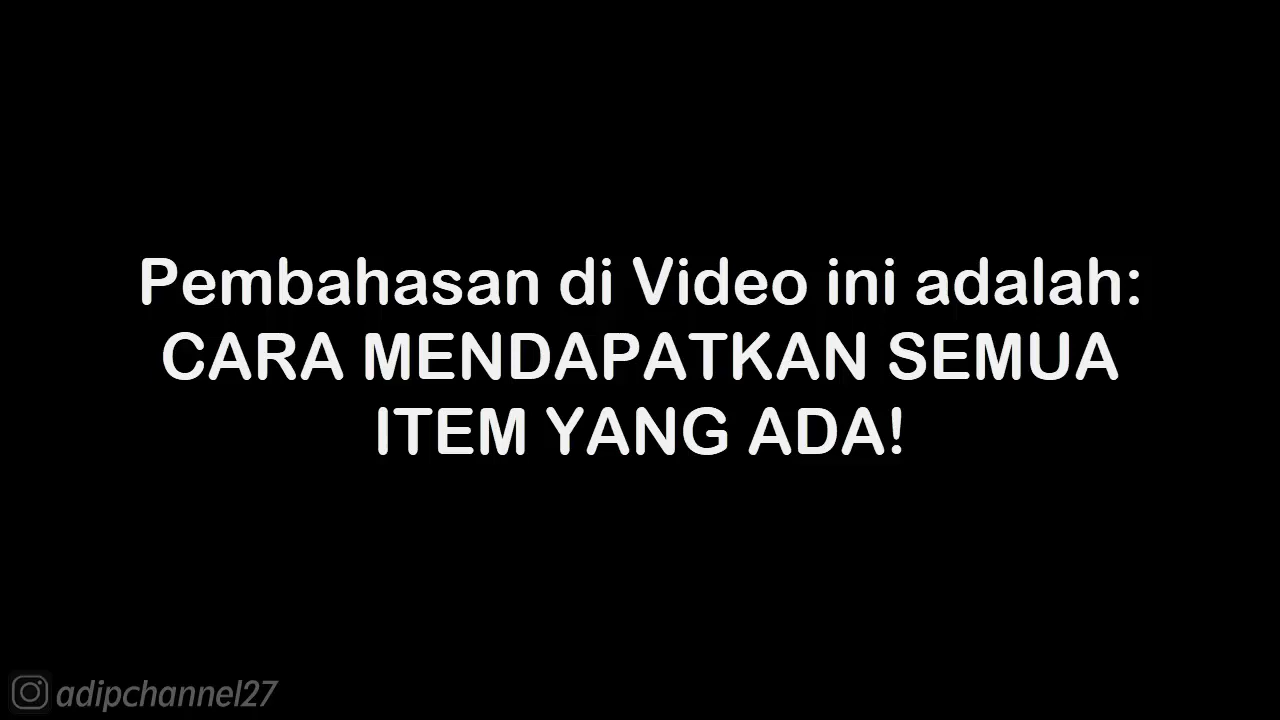 Pembahasan di Video ini adalah:
CARA MENDAPATKAN SEMUA
ITEM YANG ADA!
adipchannel27